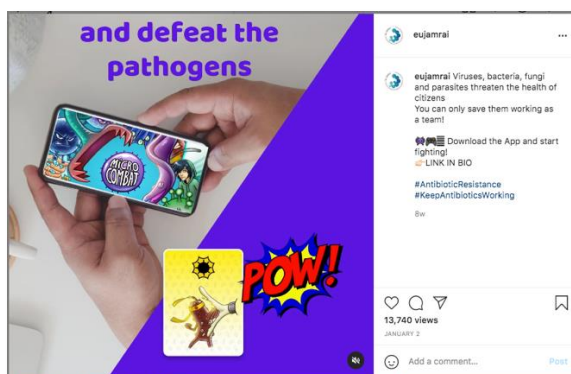 and defeat the
pathogens
MICRO
COMBAT
POW!
eujamrai
eujamrai Viruses, bacteria, fungi
and parasites threaten the health of
citizens
You can only save them working as
a team!
Download the App and start
fighting!
LINK IN BIO
#AntibioticResistance
#KeepAntibioticsWorking
8w
13,740 views
JANUARY 2
Add a comment...
Post